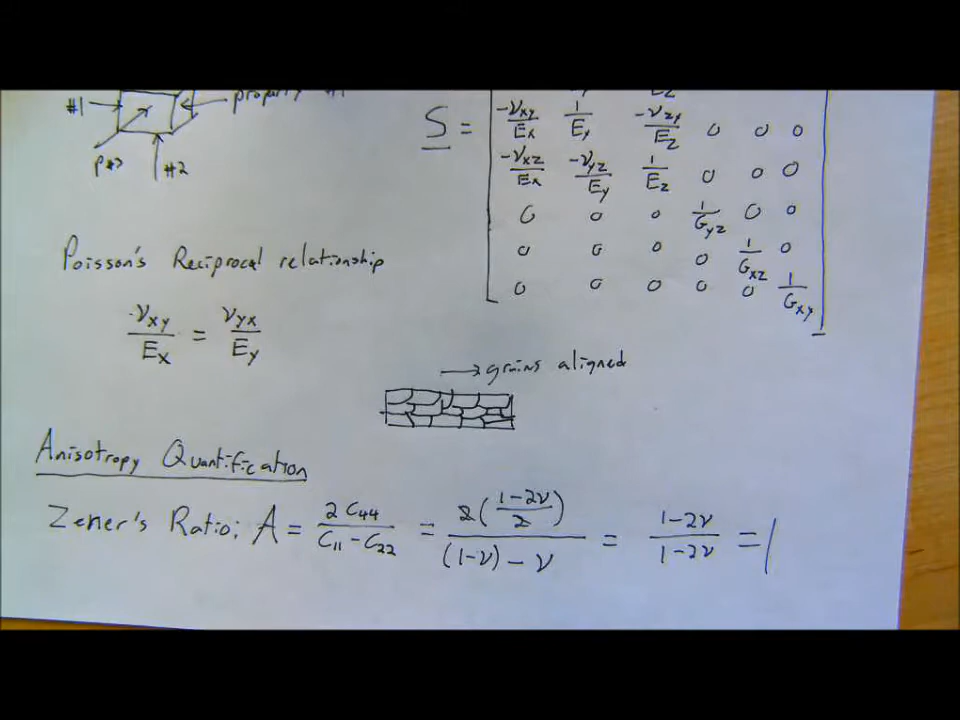 #1 property
P#3 #2
S =
-νxy/Ex 1/Ey -νzy/Ez 0 0 0
-νxz/Ex -νyz/Ey 1/Ez 0 0 0
0 0 0 1/Gyz 0 0
0 0 0 0 1/Gxz 0
0 0 0 0 0 1/Gxy
Poisson's Reciprocal relationship
-νxy/Ex = νyx/Ey
→ grains aligned
Anisotropy Quantification
Zener's Ratio: A = 2C44/(C11-C22) = 2((1-2ν)/2)/((1-ν)-ν) = (1-2ν)/(1-2ν) = 1